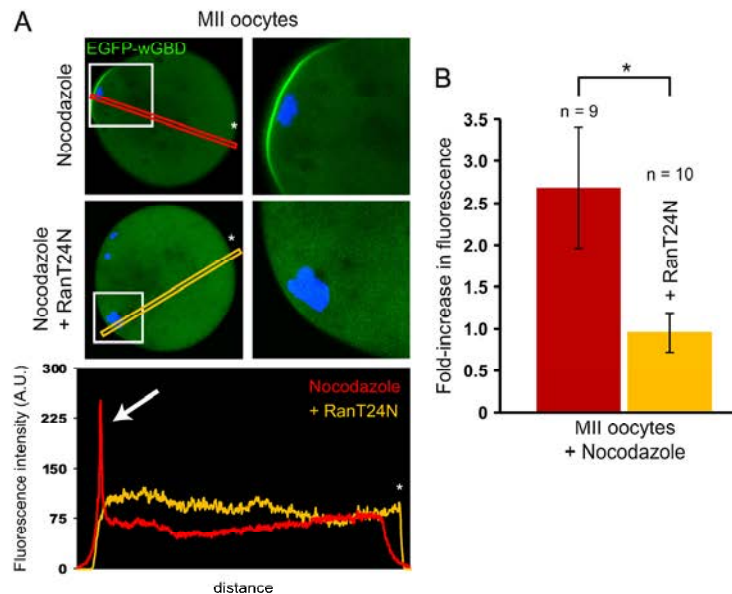 A
MII oocytes
EGFP-wGBD
Nocodazole
*
Nocodazole
+ RanT24N
*
Fluorescence intensity (A.U.)
300
225
150
75
0
Nocodazole
+ RanT24N
*
distance
B
*
Fold-increase in fluorescence
3.5
3.0
2.5
2.0
1.5
1.0
0.5
0
n = 9
n = 10
+ RanT24N
MII oocytes
+ Nocodazole